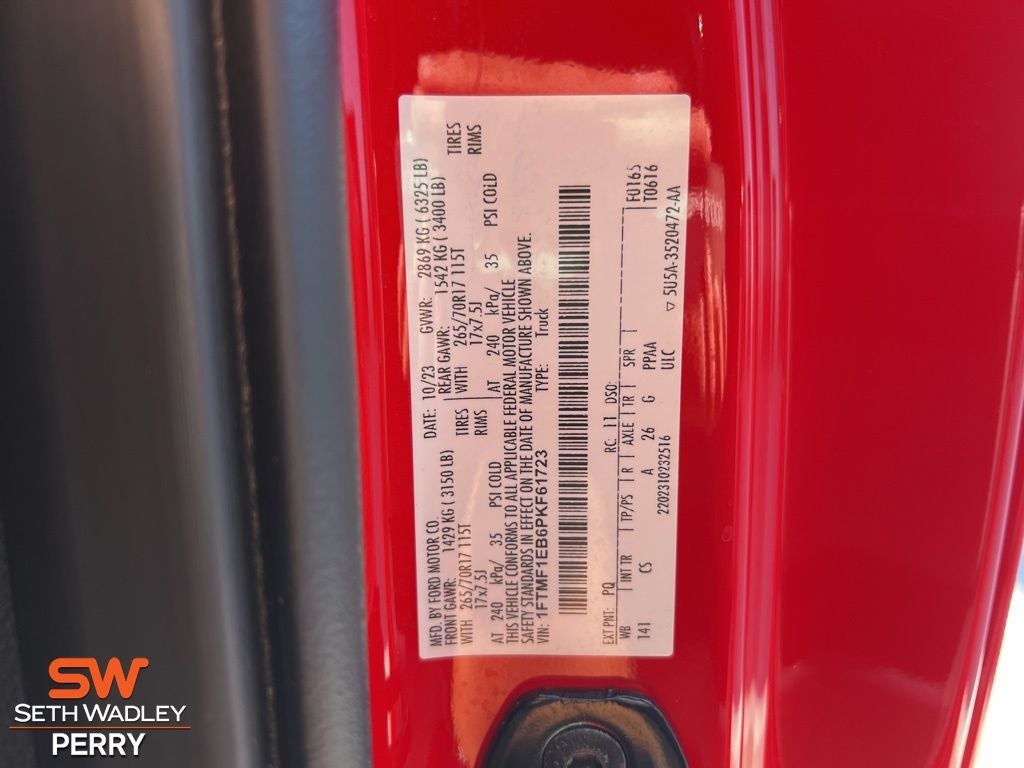 MFD. BY FORD MOTOR CO.
DATE: 10/23
GVWR: 2869 KG ( 6325 LB)
FRONT GAWR: 1429 KG ( 3150 LB)
REAR GAWR: 1542 KG ( 3400 LB)
WITH 265/70R17 115T TIRES
WITH 265/70R17 115T TIRES
17x7.5J RIMS
17x7.5J RIMS
AT 240 kPa/ 35 PSI COLD
AT 240 kPa/ 35 PSI COLD
THIS VEHICLE CONFORMS TO ALL APPLICABLE FEDERAL MOTOR VEHICLE
SAFETY STANDARDS IN EFFECT ON THE DATE OF MANUFACTURE SHOWN ABOVE.
VIN: 1FTMF1EB6PKF61723 TYPE: Truck
EXT PNT: PQ RC: 11 DSO: F0165
WB INT TR TP/PS R AXLE TR SPR T0616
141 CS A 26 G PPAA
2202310232516 ULC 5U5A-3520472-AA
SW
SETH WADLEY
PERRY